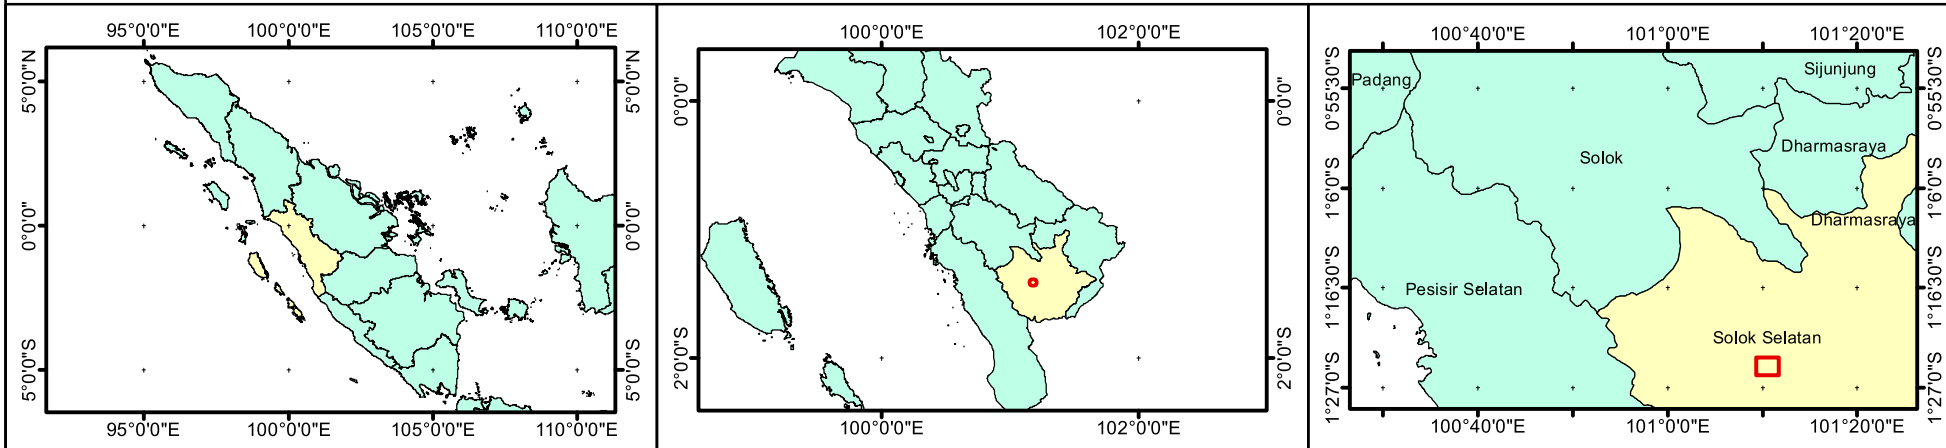 95°0'0"E 100°0'0"E 105°0'0"E 110°0'0"E
5°0'0"N 5°0'0"N
0°0'0" 0°0'0"
5°0'0"S 5°0'0"S
95°0'0"E 100°0'0"E 105°0'0"E 110°0'0"E
100°0'0"E 102°0'0"E
0°0'0" 0°0'0"
2°0'0"S 2°0'0"S
100°0'0"E 102°0'0"E
100°40'0"E 101°0'0"E 101°20'0"E
0°55'30"S 0°55'30"S
Padang
Sijunjung
Dharmasraya
Solok
1°6'0"S 1°6'0"S
Dharmasraya
Pesisir Selatan
1°16'30"S 1°16'30"S
Solok Selatan
1°27'0"S 1°27'0"S
100°40'0"E 101°0'0"E 101°20'0"E